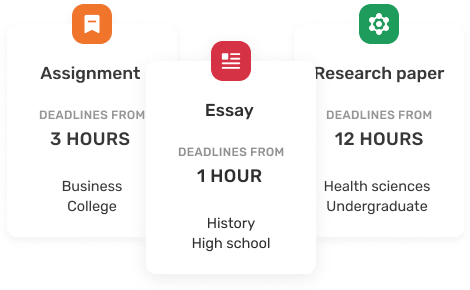 Assignment
DEADLINES FROM
3 HOURS
Business
College
Essay
DEADLINES FROM
1 HOUR
History
High school
Research paper
DEADLINES FROM
12 HOURS
Health sciences
Undergraduate